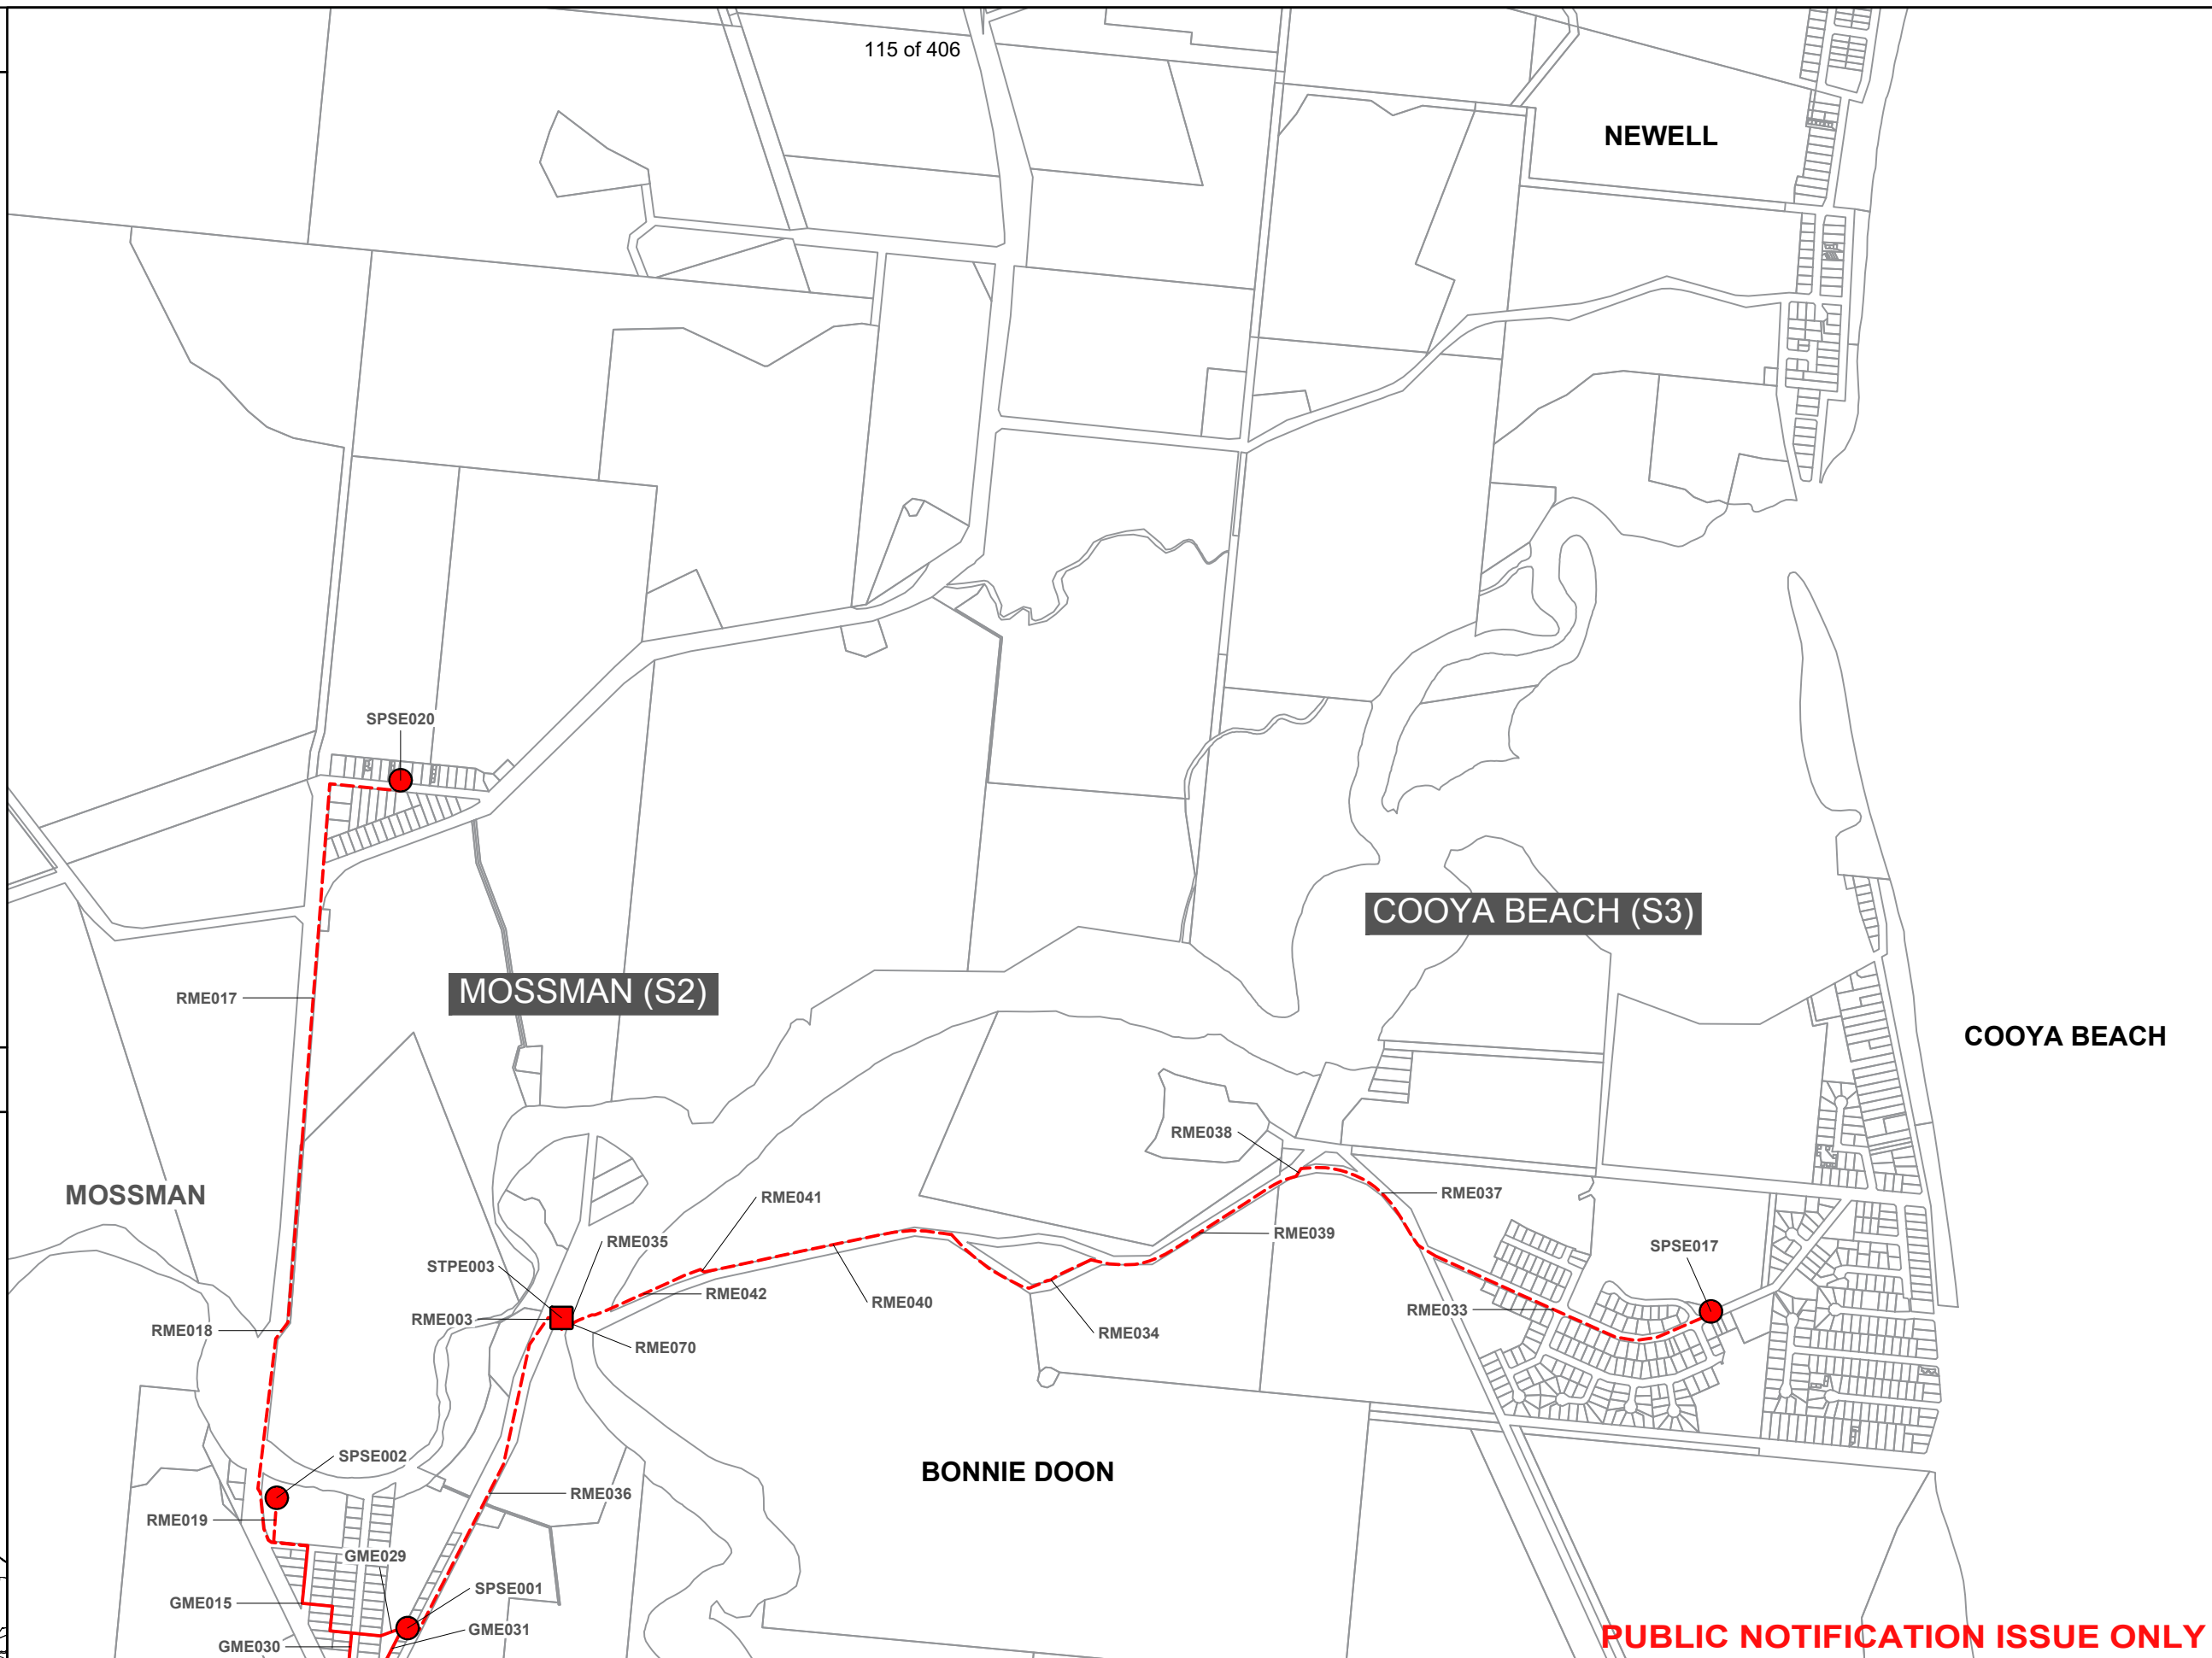 115 of 406
NEWELL
SPSE020
COOYA BEACH (S3)
MOSSMAN (S2)
RME017
COOYA BEACH
RME038
MOSSMAN
RME041
RME037
RME035
RME039
SPSE017
STPE003
RME042
RME040
RME033
RME003
RME018
RME034
RME070
SPSE002
BONNIE DOON
RME036
RME019
GME029
SPSE001
GME015
GME031
GME030
PUBLIC NOTIFICATION ISSUE ONLY